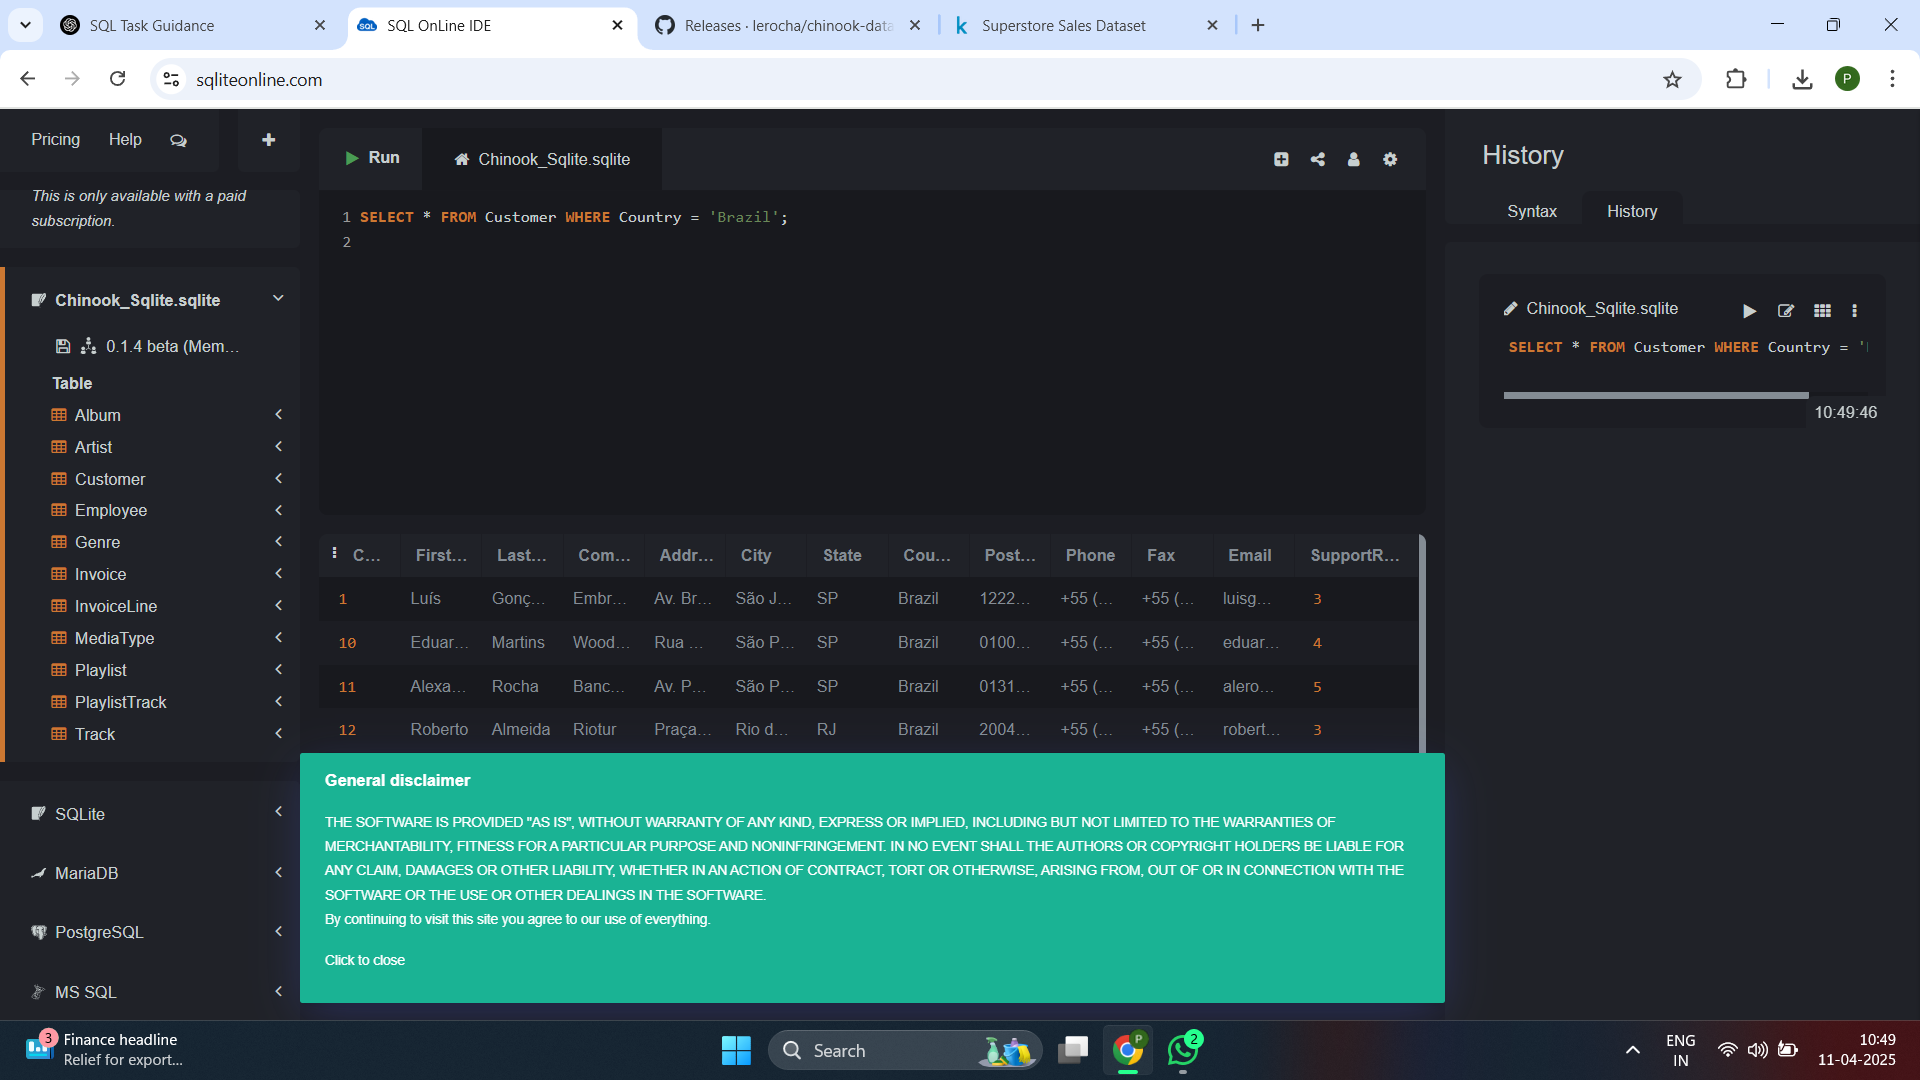 SQL Task Guidance
SQL OnLine IDE
Releases · lerocha/chinook-data
Superstore Sales Dataset
sqliteonline.com
P
Pricing
Help
This is only available with a paid
subscription.
Chinook_Sqlite.sqlite
0.1.4 beta (Mem...
Table
Album
Artist
Customer
Employee
Genre
Invoice
InvoiceLine
MediaType
Playlist
PlaylistTrack
Track
SQLite
MariaDB
PostgreSQL
MS SQL
Run
Chinook_Sqlite.sqlite
1 SELECT * FROM Customer WHERE Country = 'Brazil';
2
C... First... Last... Com... Addr... City State Cou... Post... Phone Fax Email SupportR...
1 Luís Gonç... Embr... Av. Br... São J... SP Brazil 1222... +55 (... +55 (... luisg... 3
10 Eduar... Martins Wood... Rua ... São P... SP Brazil 0100... +55 (... +55 (... eduar... 4
11 Alexa... Rocha Banc... Av. P... São P... SP Brazil 0131... +55 (... +55 (... alero... 5
12 Roberto Almeida Riotur Praça... Rio d... RJ Brazil 2004... +55 (... +55 (... robert... 3
General disclaimer
THE SOFTWARE IS PROVIDED "AS IS", WITHOUT WARRANTY OF ANY KIND, EXPRESS OR IMPLIED, INCLUDING BUT NOT LIMITED TO THE WARRANTIES OF
MERCHANTABILITY, FITNESS FOR A PARTICULAR PURPOSE AND NONINFRINGEMENT. IN NO EVENT SHALL THE AUTHORS OR COPYRIGHT HOLDERS BE LIABLE FOR
ANY CLAIM, DAMAGES OR OTHER LIABILITY, WHETHER IN AN ACTION OF CONTRACT, TORT OR OTHERWISE, ARISING FROM, OUT OF OR IN CONNECTION WITH THE
SOFTWARE OR THE USE OR OTHER DEALINGS IN THE SOFTWARE.
By continuing to visit this site you agree to our use of everything.
Click to close
History
Syntax
History
Chinook_Sqlite.sqlite
SELECT * FROM Customer WHERE Country = '
10:49:46
3
Finance headline
Relief for export...
Search
P
2
ENG
IN
10:49
11-04-2025